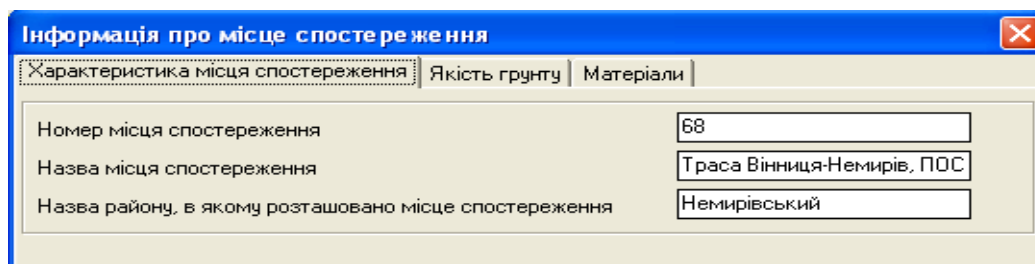 Інформація про місце спостереження
Характеристика місця спостереження Якість грунту Матеріали
Номер місця спостереження 68
Назва місця спостереження Траса Вінниця-Немирів, ПОС
Назва району, в якому розташовано місце спостереження Немирівський